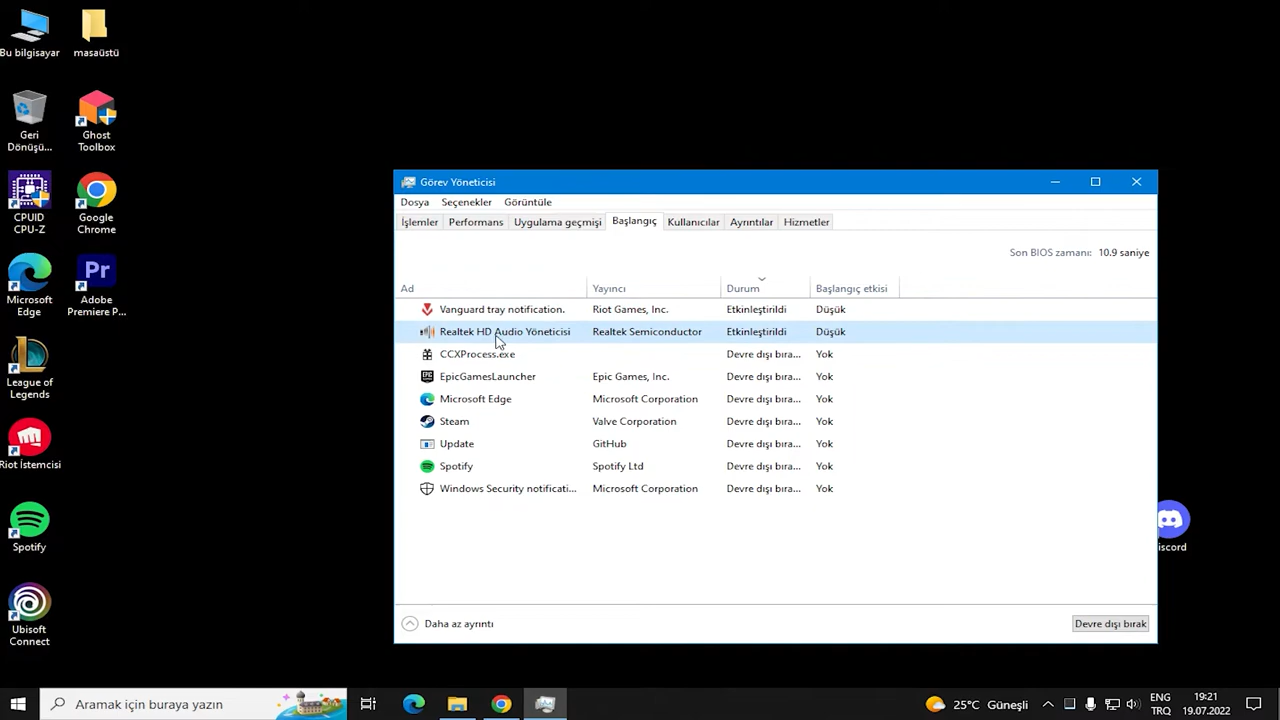 Bu bilgisayar
masaüstü
Geri
Dönüşü...
Ghost
Toolbox
CPUID
CPU-Z
Google
Chrome
Microsoft
Edge
Pr
Adobe
Premiere P...
League of
Legends
Riot İstemcisi
Spotify
Ubisoft
Connect
iscord
Görev Yöneticisi
Dosya Seçenekler Görüntüle
İşlemler Performans Uygulama geçmişi Başlangıç Kullanıcılar Ayrıntılar Hizmetler
Son BIOS zamanı: 10.9 saniye
Ad Yayıncı Durum Başlangıç etkisi
Vanguard tray notification. Riot Games, Inc. Etkinleştirildi Düşük
Realtek HD Audio Yöneticisi Realtek Semiconductor Etkinleştirildi Düşük
CCXProcess.exe Devre dışı bıra... Yok
EpicGamesLauncher Epic Games, Inc. Devre dışı bıra... Yok
Microsoft Edge Microsoft Corporation Devre dışı bıra... Yok
Steam Valve Corporation Devre dışı bıra... Yok
Update GitHub Devre dışı bıra... Yok
Spotify Spotify Ltd Devre dışı bıra... Yok
Windows Security notificati... Microsoft Corporation Devre dışı bıra... Yok
Daha az ayrıntı
Devre dışı bırak
Aramak için buraya yazın
25°C Güneşli
ENG
TRQ
19:21
19.07.2022